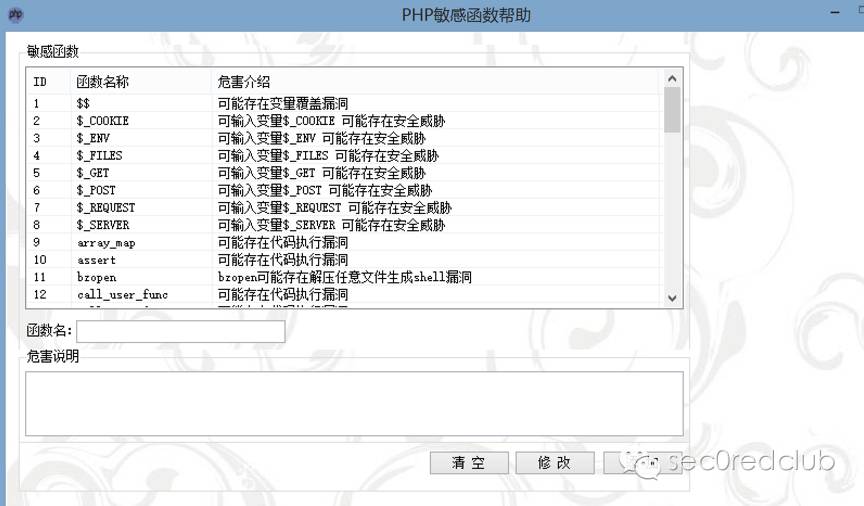 php PHP敏感函数帮助
敏感函数
ID 函数名称 危害介绍
1 $$ 可能存在变量覆盖漏洞
2 $_COOKIE 可输入变量$_COOKIE 可能存在安全威胁
3 $_ENV 可输入变量$_ENV 可能存在安全威胁
4 $_FILES 可输入变量$_FILES 可能存在安全威胁
5 $_GET 可输入变量$_GET 可能存在安全威胁
6 $_POST 可输入变量$_POST 可能存在安全威胁
7 $_REQUEST 可输入变量$_REQUEST 可能存在安全威胁
8 $_SERVER 可输入变量$_SERVER 可能存在安全威胁
9 array_map 可能存在代码执行漏洞
10 assert 可能存在代码执行漏洞
11 bzopen bzopen可能存在解压任意文件生成shell漏洞
12 call_user_func 可能存在代码执行漏洞
函数名:
危害说明
清 空 修 改 sec0redclub